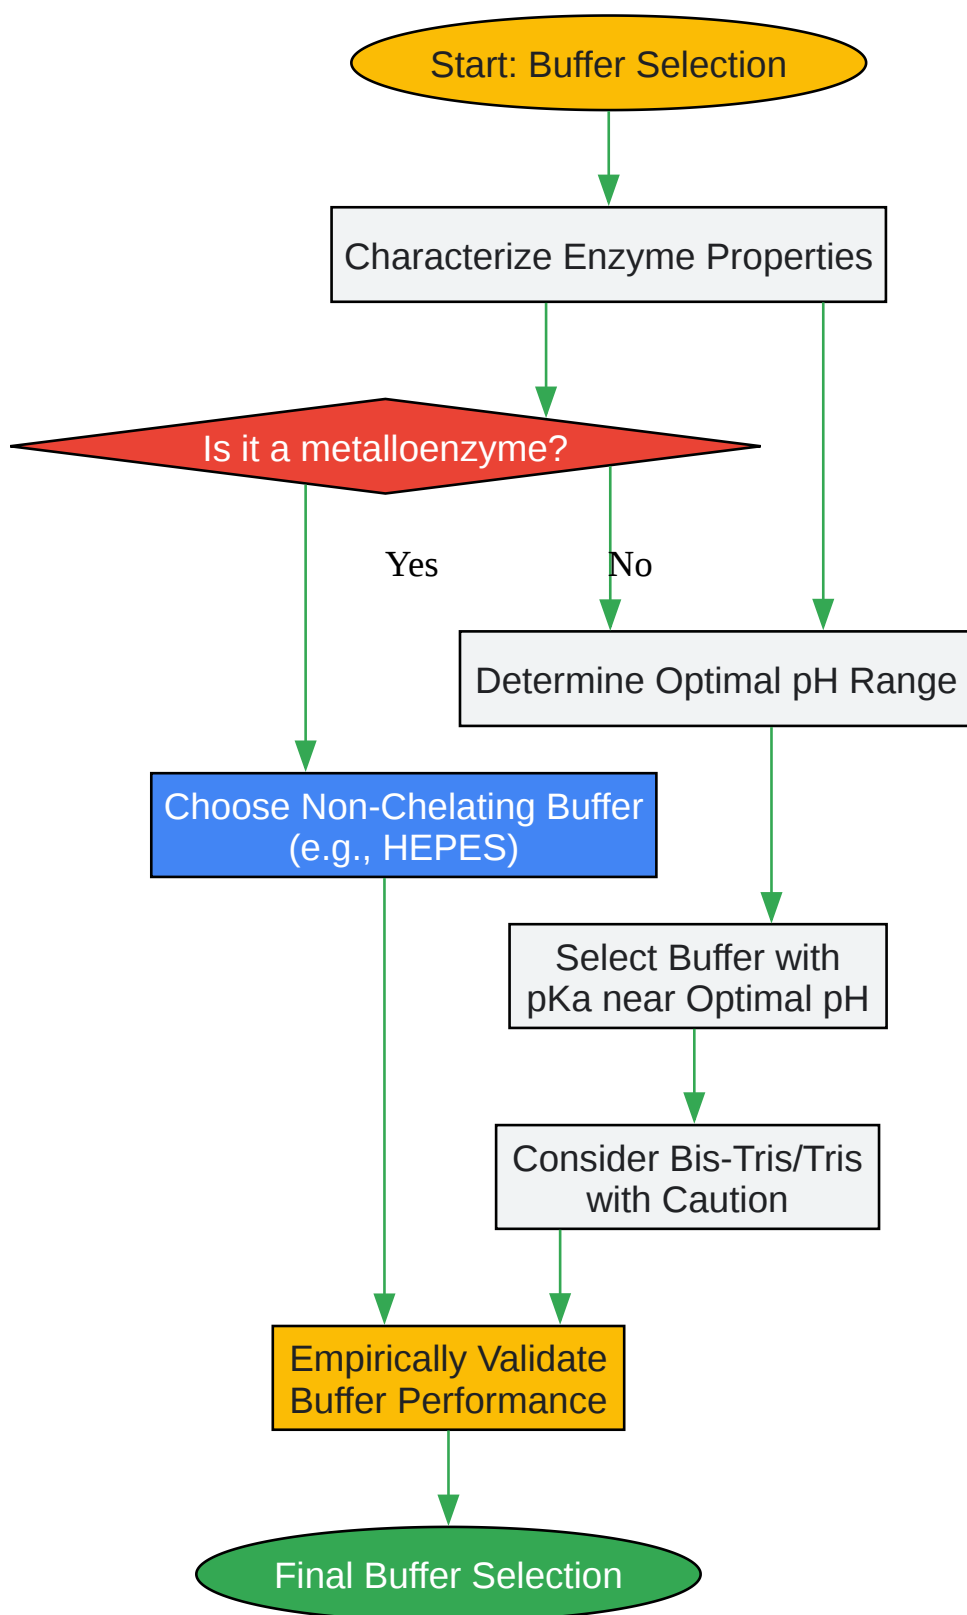 Start: Buffer Selection
Characterize Enzyme Properties
Is it a metalloenzyme?
Yes
No
Determine Optimal pH Range
Choose Non-Chelating Buffer
(e.g., HEPES)
Select Buffer with
pKa near Optimal pH
Consider Bis-Tris/Tris
with Caution
Empirically Validate
Buffer Performance
Final Buffer Selection